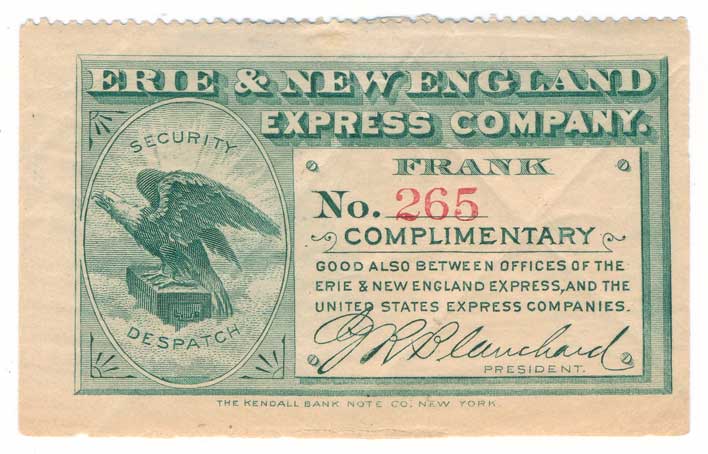 ERIE & NEW ENGLAND
EXPRESS COMPANY.
SECURITY
DESPATCH
FRANK
No. 265
COMPLIMENTARY
GOOD ALSO BETWEEN OFFICES OF THE
ERIE & NEW ENGLAND EXPRESS, AND THE
UNITED STATES EXPRESS COMPANIES.
Blanchard
PRESIDENT.
THE KENDALL BANK NOTE CO. NEW YORK.